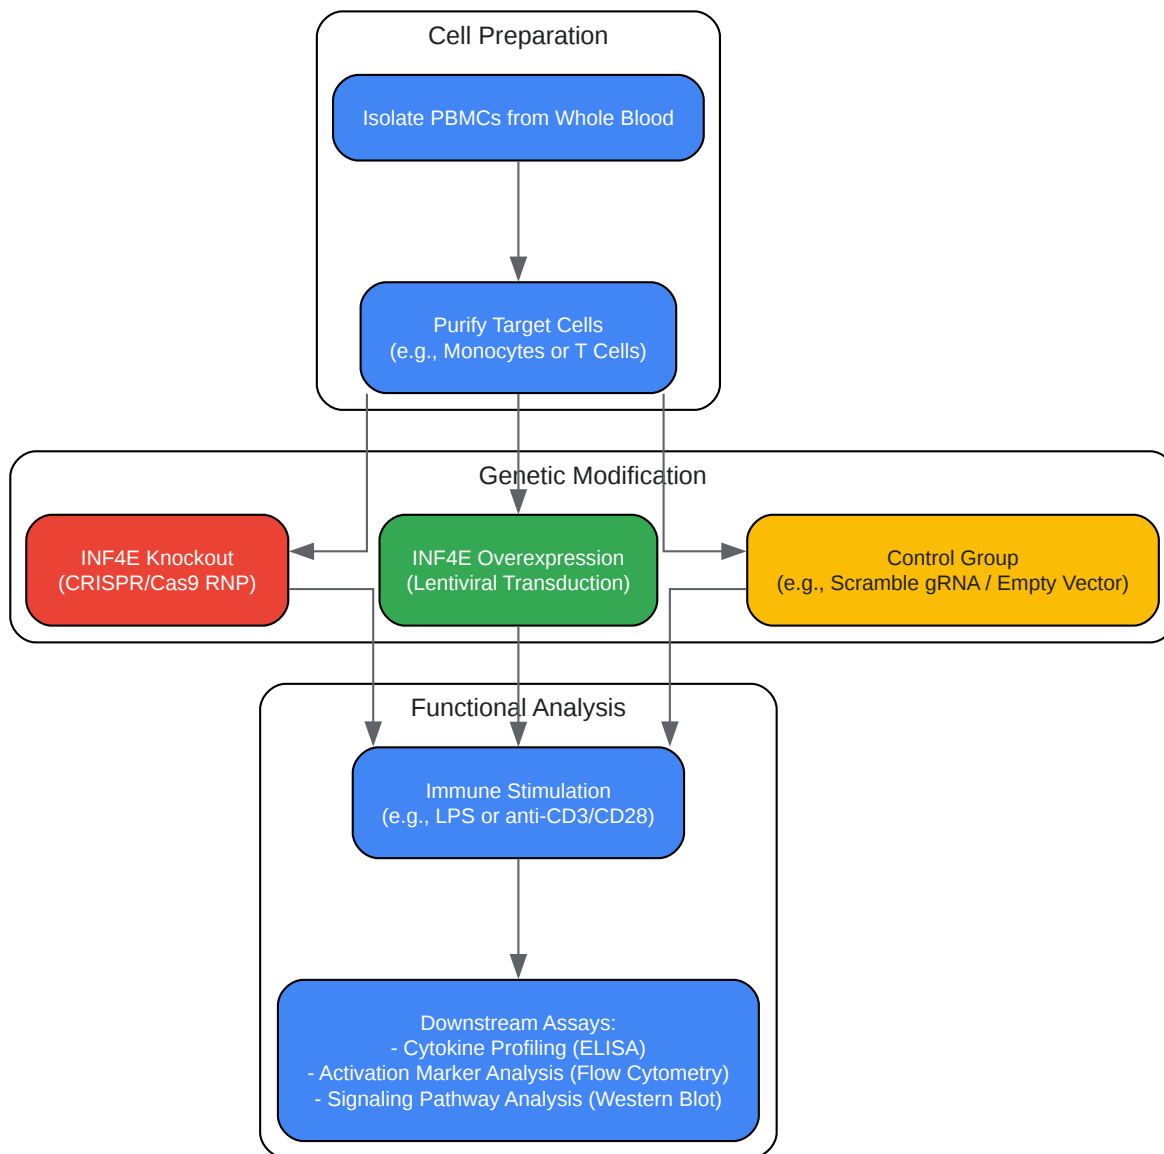 Cell Preparation
Isolate PBMCs from Whole Blood
Purify Target Cells
(e.g., Monocytes or T Cells)
Genetic Modification
INF4E Knockout
(CRISPR/Cas9 RNP)
INF4E Overexpression
(Lentiviral Transduction)
Control Group
(e.g., Scramble gRNA / Empty Vector)
Functional Analysis
Immune Stimulation
(e.g., LPS or anti-CD3/CD28)
Downstream Assays:
- Cytokine Profiling (ELISA)
- Activation Marker Analysis (Flow Cytometry)
- Signaling Pathway Analysis (Western Blot)